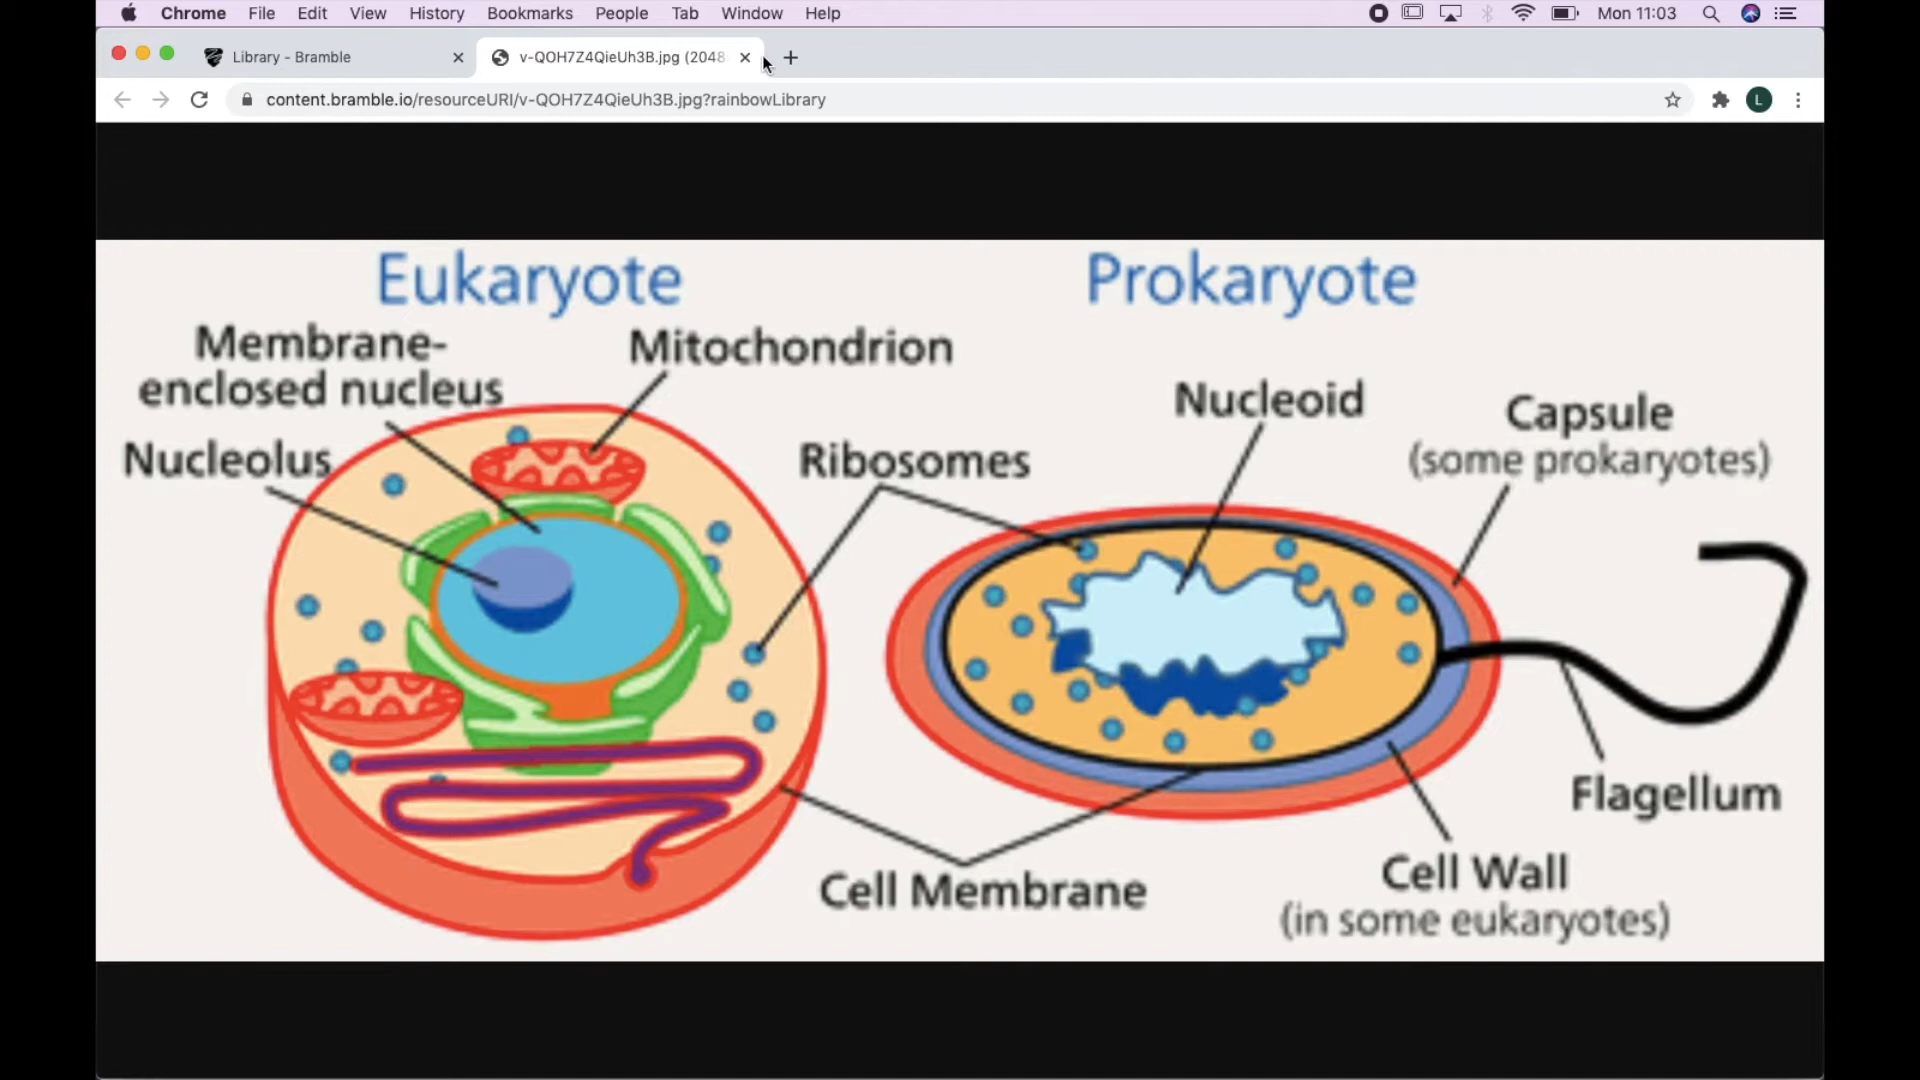 Chrome File Edit View History Bookmarks People Tab Window Help Mon 11:03
Library - Bramble v-QOH7Z4QieUh3B.jpg (2048
content.bramble.io/resourceURI/v-QOH7Z4QieUh3B.jpg?rainbowLibrary L
Eukaryote
Prokaryote
Membrane-
enclosed nucleus
Mitochondrion
Nucleolus
Ribosomes
Nucleoid
Capsule
(some prokaryotes)
Cell Membrane
Flagellum
Cell Wall
(in some eukaryotes)